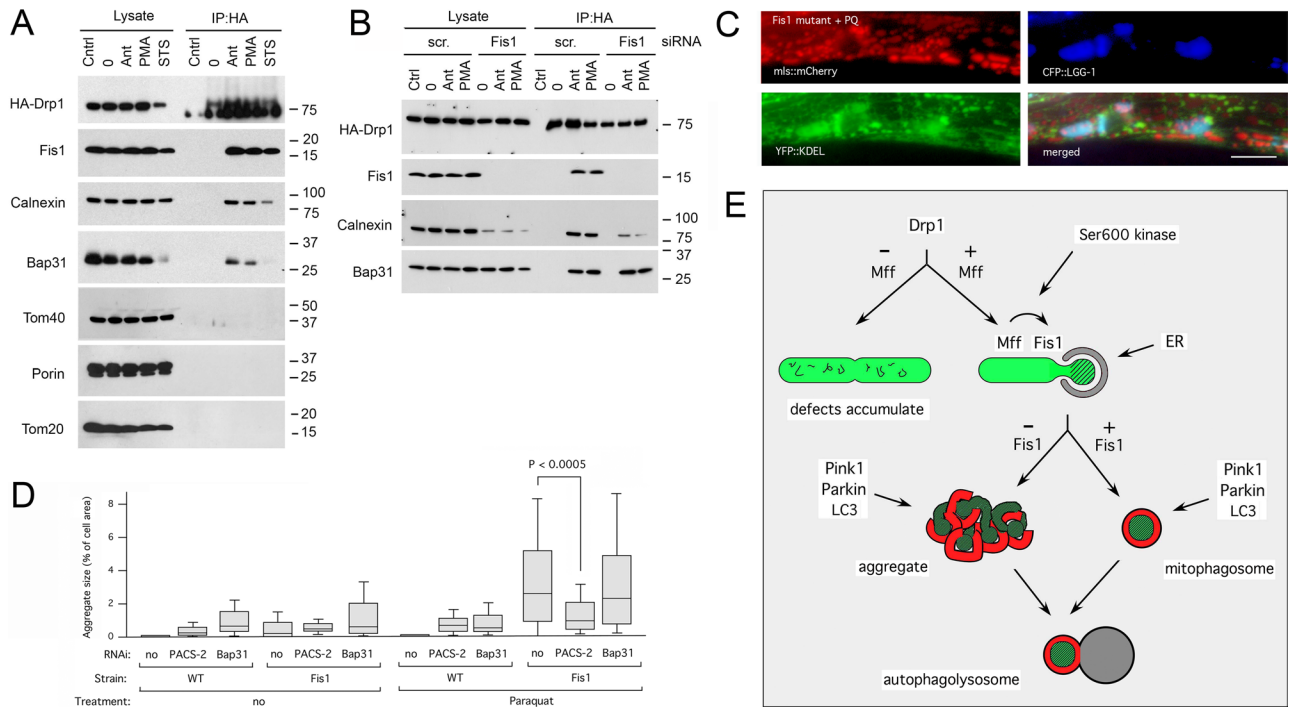 A
Lysate IP:HA
Cntrl 0 Ant PMA STS Cntrl 0 Ant PMA STS
HA-Drp1 75
Fis1 20
15
Calnexin 100
75
Bap31 37
25
Tom40 50
37
Porin 37
25
Tom20 20
15
B
Lysate IP:HA
scr. Fis1 scr. Fis1 siRNA
Ctrl 0 Ant PMA 0 Ant PMA Ctrl 0 Ant PMA 0 Ant PMA
HA-Drp1 75
Fis1 15
Calnexin 100
75
Bap31 37
25
C
Fis1 mutant + PQ
mls::mCherry CFP::LGG-1
YFP::KDEL merged
D
P < 0.0005
Aggregate size (% of cell area)
8
6
4
2
0
RNAi: no PACS-2 Bap31 no PACS-2 Bap31 no PACS-2 Bap31 no PACS-2 Bap31
Strain: WT Fis1 WT Fis1
Treatment: no Paraquat
E
Drp1
Ser600 kinase
− +
Mff Mff
Mff Fis1
ER
defects accumulate
− +
Fis1 Fis1
Pink1
Parkin
LC3
Pink1
Parkin
LC3
aggregate mitophagosome
autophagolysosome